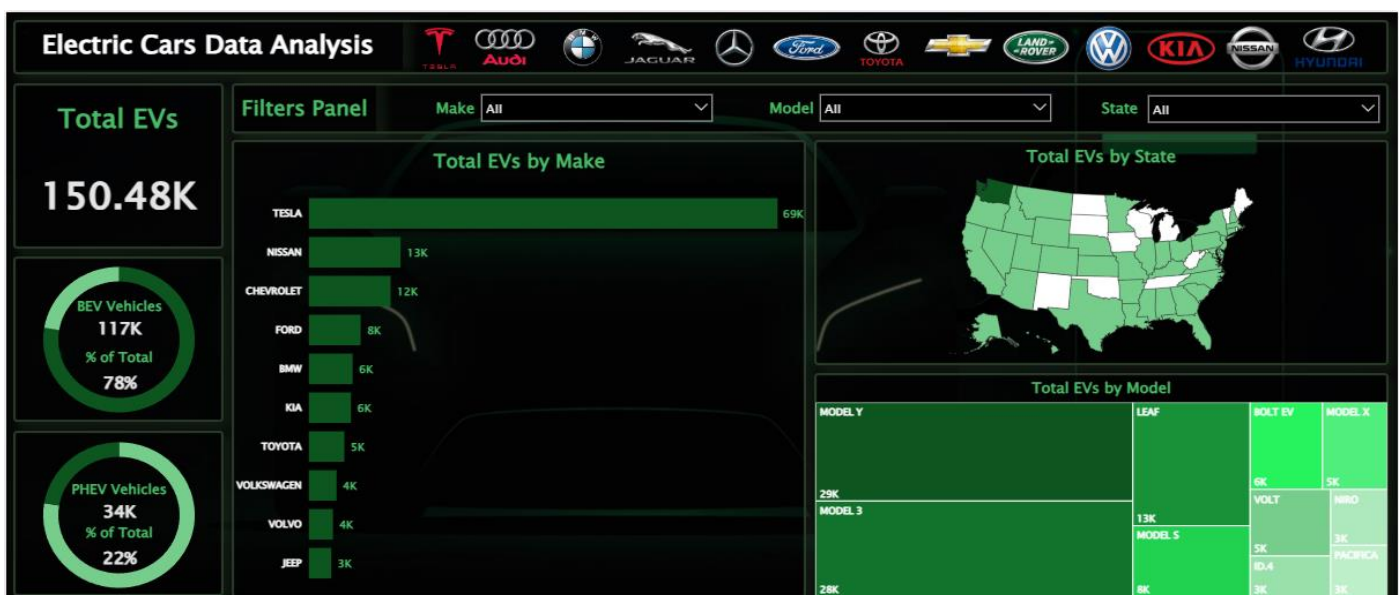 Electric Cars Data Analysis
TESLA
Audi
JAGUAR
Ford
TOYOTA
LAND-
-ROVER
KIA
NISSAN
HYUNDAI
Total EVs
150.48K
Filters Panel
Make All
Model All
State All
BEV Vehicles
117K
% of Total
78%
PHEV Vehicles
34K
% of Total
22%
Total EVs by Make
TESLA 69K
NISSAN 13K
CHEVROLET 12K
FORD 8K
BMW 6K
KIA 6K
TOYOTA 5K
VOLKSWAGEN 4K
VOLVO 4K
JEEP 3K
Total EVs by State
Total EVs by Model
MODEL Y
29K
MODEL 3
28K
LEAF
13K
MODEL S
8K
BOLT EV
6K
MODEL X
5K
VOLT
5K
NIRO
3K
ID.4
3K
PACIFICA
3K